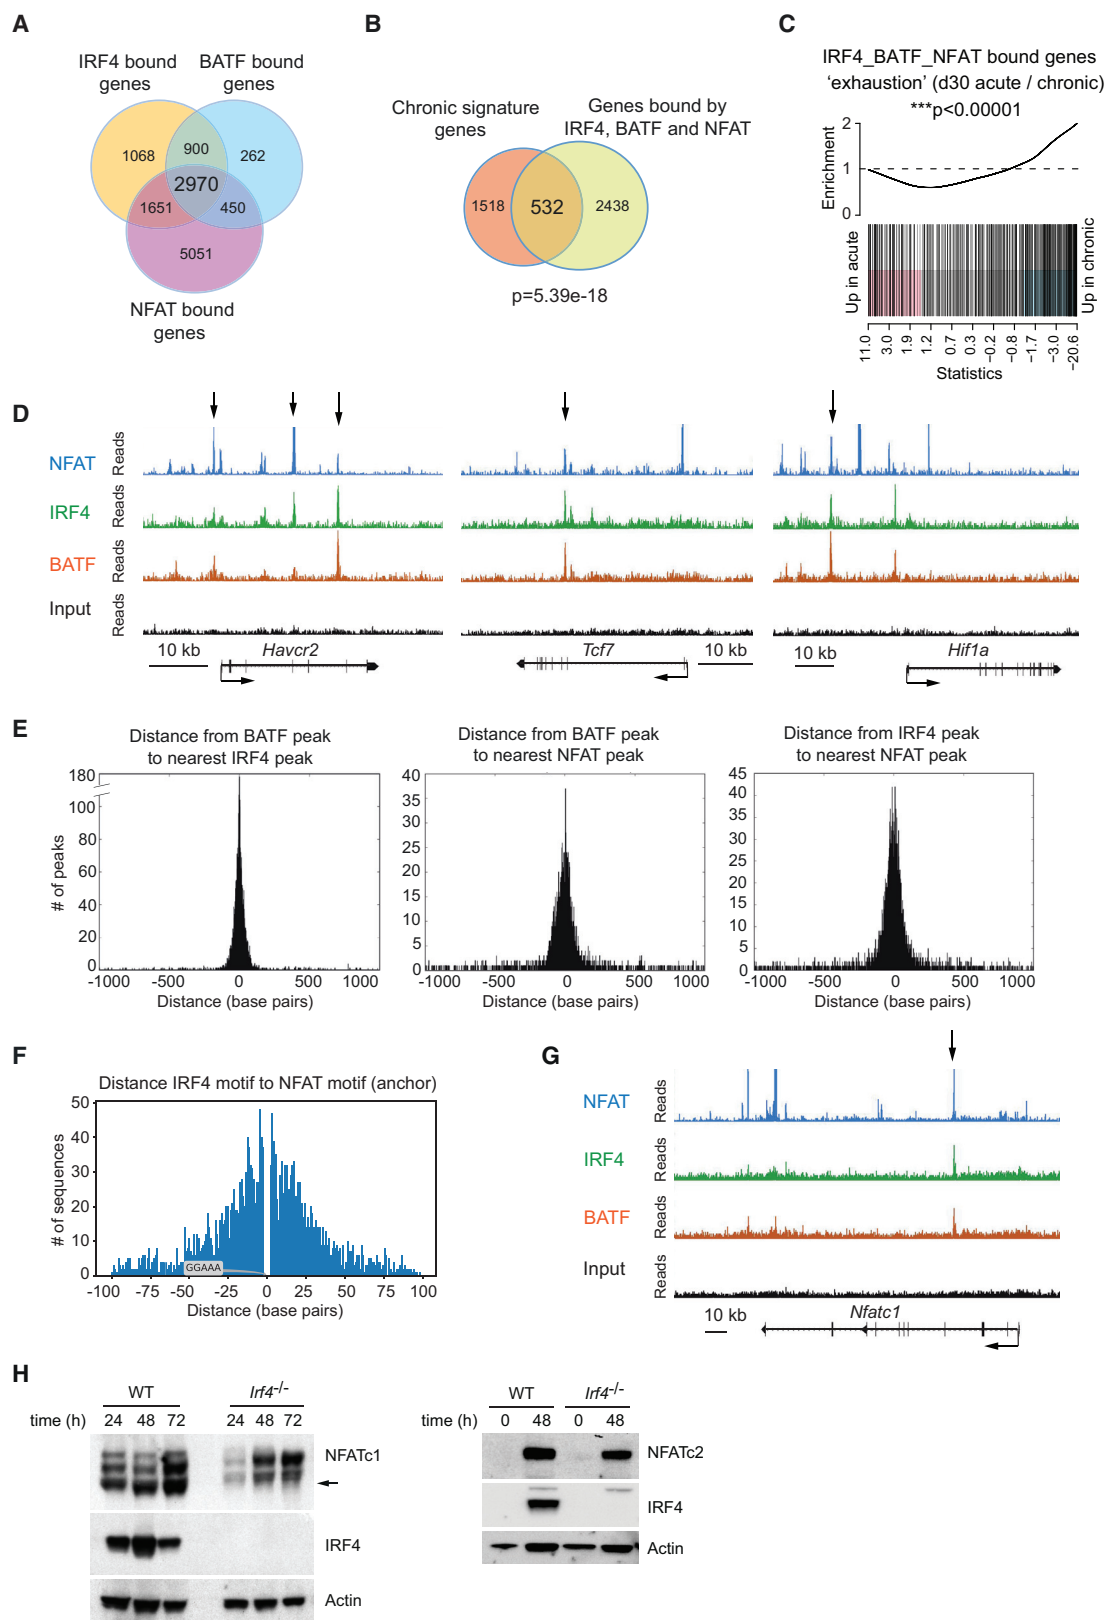 A
IRF4 bound genes
BATF bound genes
1068
900
262
2970
1651
450
5051
NFAT bound genes
B
Chronic signature genes
Genes bound by IRF4, BATF and NFAT
1518
532
2438
p=5.39e-18
C
IRF4_BATF_NFAT bound genes
‘exhaustion’ (d30 acute / chronic)
***p<0.00001
Enrichment
2
1
0
Up in acute
Up in chronic
11.0 3.0 1.9 1.2 0.7 0.3 -0.2 -0.8 -1.7 -3.0 -20.6
Statistics
D
NFAT
Reads
IRF4
Reads
BATF
Reads
Input
Reads
10 kb
Havcr2
Tcf7
10 kb
10 kb
Hif1a
E
Distance from BATF peak
to nearest IRF4 peak
# of peaks
180
100
80
60
40
20
0
-1000 -500 0 500 1000
Distance (base pairs)
Distance from BATF peak
to nearest NFAT peak
40
35
30
25
20
15
10
5
0
-1000 -500 0 500 1000
Distance (base pairs)
Distance from IRF4 peak
to nearest NFAT peak
45
40
35
30
25
20
15
10
5
0
-1000 -500 0 500 1000
Distance (base pairs)
F
Distance IRF4 motif to NFAT motif (anchor)
# of sequences
50
40
30
20
10
0
GGAAA
-100 -75 -50 -25 0 25 50 75 100
Distance (base pairs)
G
NFAT
Reads
IRF4
Reads
BATF
Reads
Input
Reads
10 kb
Nfatc1
H
WT
Irf4-/-
time (h) 24 48 72 24 48 72
NFATc1
IRF4
Actin
WT
Irf4-/-
time (h) 0 48 0 48
NFATc2
IRF4
Actin